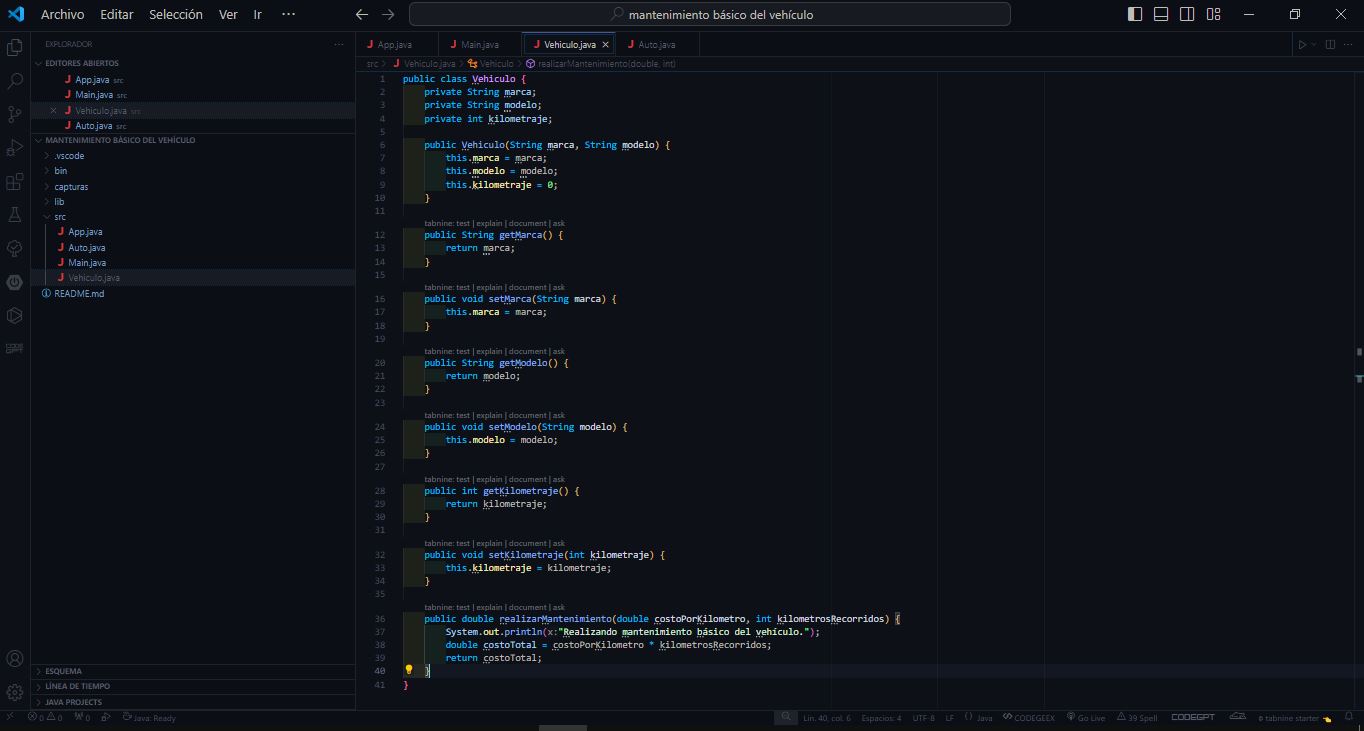 Archivo Editar Selección Ver Ir ···
mantenimiento básico del vehículo
EXPLORADOR ···
EDITORES ABIERTOS
J App.java src
J Main.java src
J Vehiculo.java src
J Auto.java src
MANTENIMIENTO BÁSICO DEL VEHÍCULO
.vscode
bin
capturas
lib
src
J App.java
J Auto.java
J Main.java
J Vehiculo.java
README.md
ESQUEMA
LÍNEA DE TIEMPO
JAVA PROJECTS
J App.java J Main.java J Vehiculo.java J Auto.java
src > J Vehiculo.java > Vehiculo > realizarMantenimiento(double, int)
1 public class Vehiculo {
2 private String marca;
3 private String modelo;
4 private int kilometraje;
5
6 public Vehiculo(String marca, String modelo) {
7 this.marca = marca;
8 this.modelo = modelo;
9 this.kilometraje = 0;
10 }
11
tabnine: test | explain | document | ask
12 public String getMarca() {
13 return marca;
14 }
15
tabnine: test | explain | document | ask
16 public void setMarca(String marca) {
17 this.marca = marca;
18 }
19
tabnine: test | explain | document | ask
20 public String getModelo() {
21 return modelo;
22 }
23
tabnine: test | explain | document | ask
24 public void setModelo(String modelo) {
25 this.modelo = modelo;
26 }
27
tabnine: test | explain | document | ask
28 public int getKilometraje() {
29 return kilometraje;
30 }
31
tabnine: test | explain | document | ask
32 public void setKilometraje(int kilometraje) {
33 this.kilometraje = kilometraje;
34 }
35
tabnine: test | explain | document | ask
36 public double realizarMantenimiento(double costoPorKilometro, int kilometrosRecorridos) {
37 System.out.println(x:"Realizando mantenimiento básico del vehículo.");
38 double costoTotal = costoPorKilometro * kilometrosRecorridos;
39 return costoTotal;
40 }
41 }
0 0 0 Java: Ready Lin. 40, col. 6 Espacios: 4 UTF-8 LF Java CODEGEEX Go Live 39 Spell CODEGPT tabnine starter